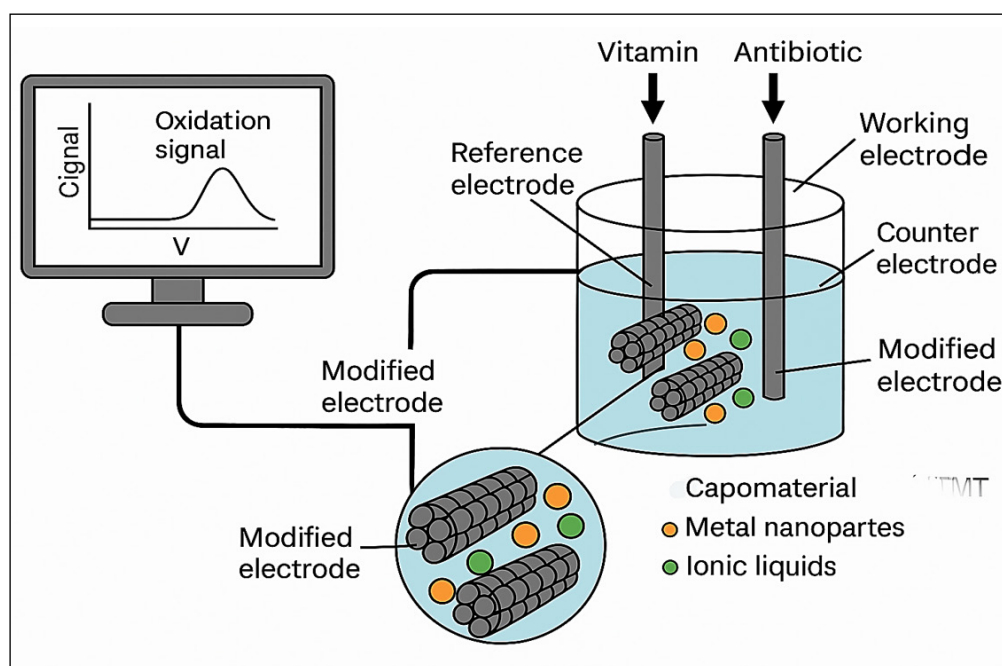 Vitamin
Antibiotic
Oxidation
signal
Cignal
V
Reference
electrode
Working
electrode
Counter
electrode
Modified
electrode
Modified
electrode
Modified
electrode
Capomaterial
Metal nanopartes
Ionic liquids